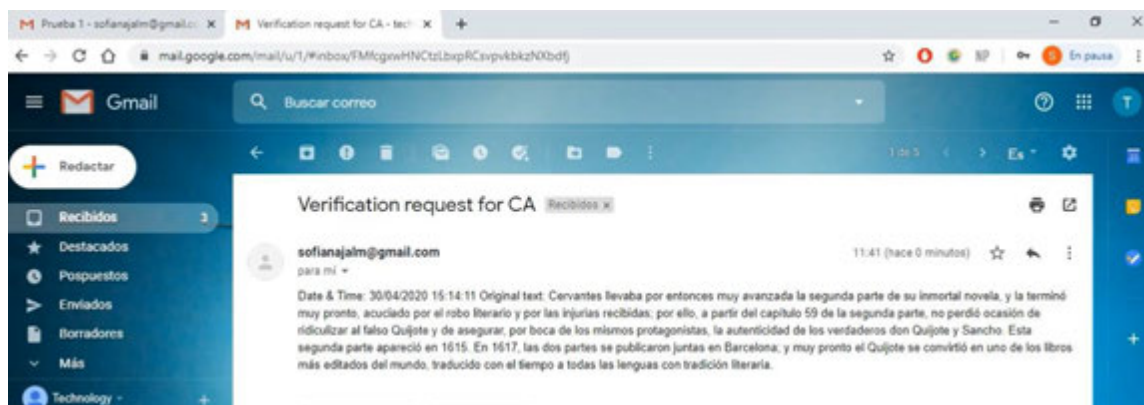 Prueba 1 - sofianajalm@gmail.c
Verification request for CA - tech
mail.google.com/mail/u/1/#inbox/
En pausa
Gmail
Buscar correo
T
Redactar
1 de 5
Es
Recibidos 3
Destacados
Pospuestos
Enviados
Borradores
Más
Technology
Verification request for CA Recibidos x
sofianajalm@gmail.com
11:41 (hace 0 minutos)
para mí
Date & Time: 30/04/2020 15:14:11 Original text: Cervantes llevaba por entonces muy avanzada la segunda parte de su inmortal novela, y la terminó
muy pronto, acuciado por el robo literario y por las injurias recibidas; por ello, a partir del capítulo 59 de la segunda parte, no perdió ocasión de
ridiculizar al falso Quijote y de asegurar, por boca de los mismos protagonistas, la autenticidad de los verdaderos don Quijote y Sancho. Esta
segunda parte apareció en 1615. En 1617, las dos partes se publicaron juntas en Barcelona; y muy pronto el Quijote se convirtió en uno de los libros
más editados del mundo, traducido con el tiempo a todas las lenguas con tradición literaria.